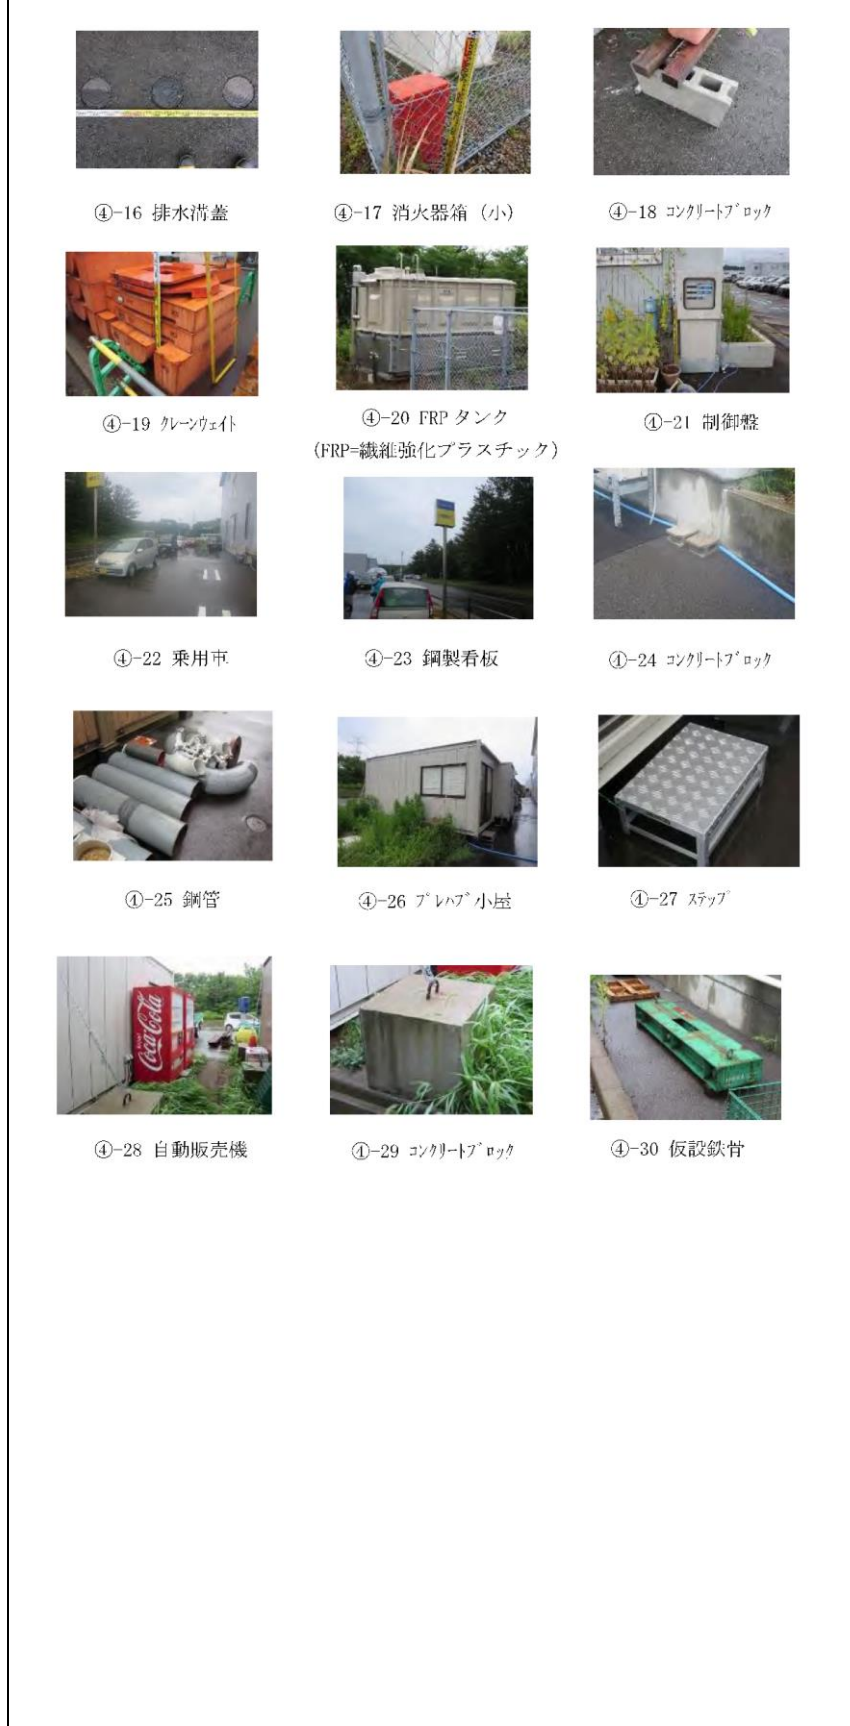 ④-16 排水溝蓋
④-17 消火器箱（小）
④-18 ｺﾝｸﾘｰﾄﾌﾞﾛｯｸ
④-19 ｸﾚｰﾝｳｪｲﾄ
④-20 FRP タンク
(FRP=繊維強化プラスチック)
④-21 制御盤
④-22 乗用車
④-23 鋼製看板
④-24 ｺﾝｸﾘｰﾄﾌﾞﾛｯｸ
④-25 鋼管
④-26 ﾌﾟﾚﾊﾌﾞ小屋
④-27 ｽﾃｯﾌﾟ
Coca-Cola
④-28 自動販売機
④-29 ｺﾝｸﾘｰﾄﾌﾞﾛｯｸ
④-30 仮設鉄骨